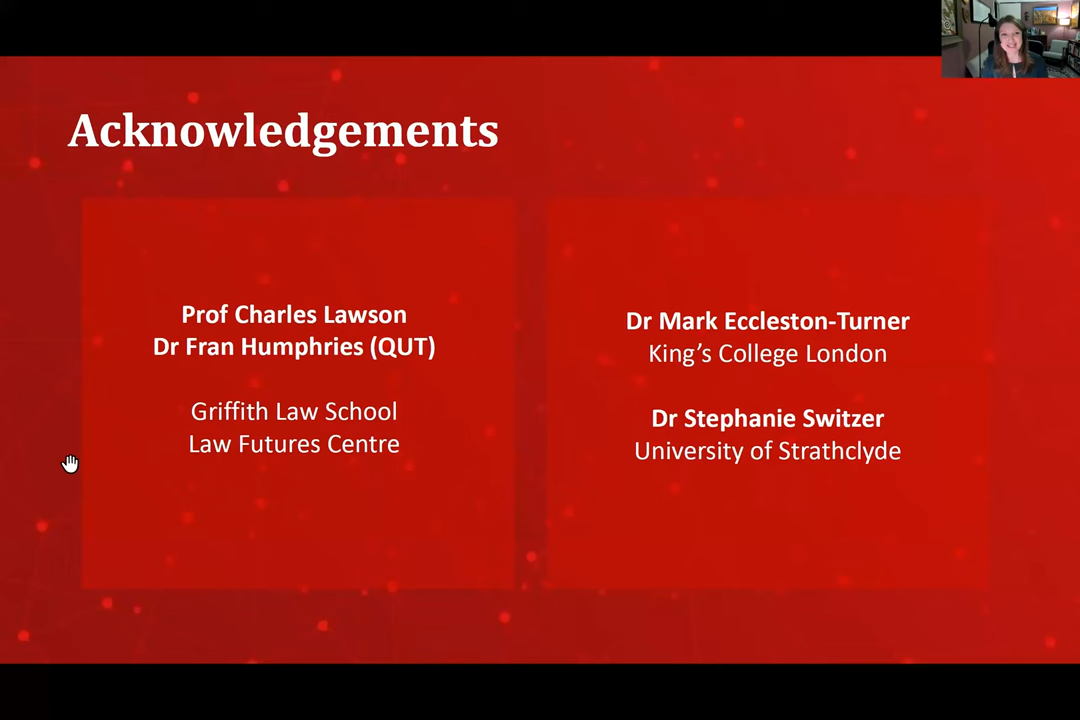 Acknowledgements
Prof Charles Lawson
Dr Fran Humphries (QUT)
Griffith Law School
Law Futures Centre
Dr Mark Eccleston-Turner
King’s College London
Dr Stephanie Switzer
University of Strathclyde